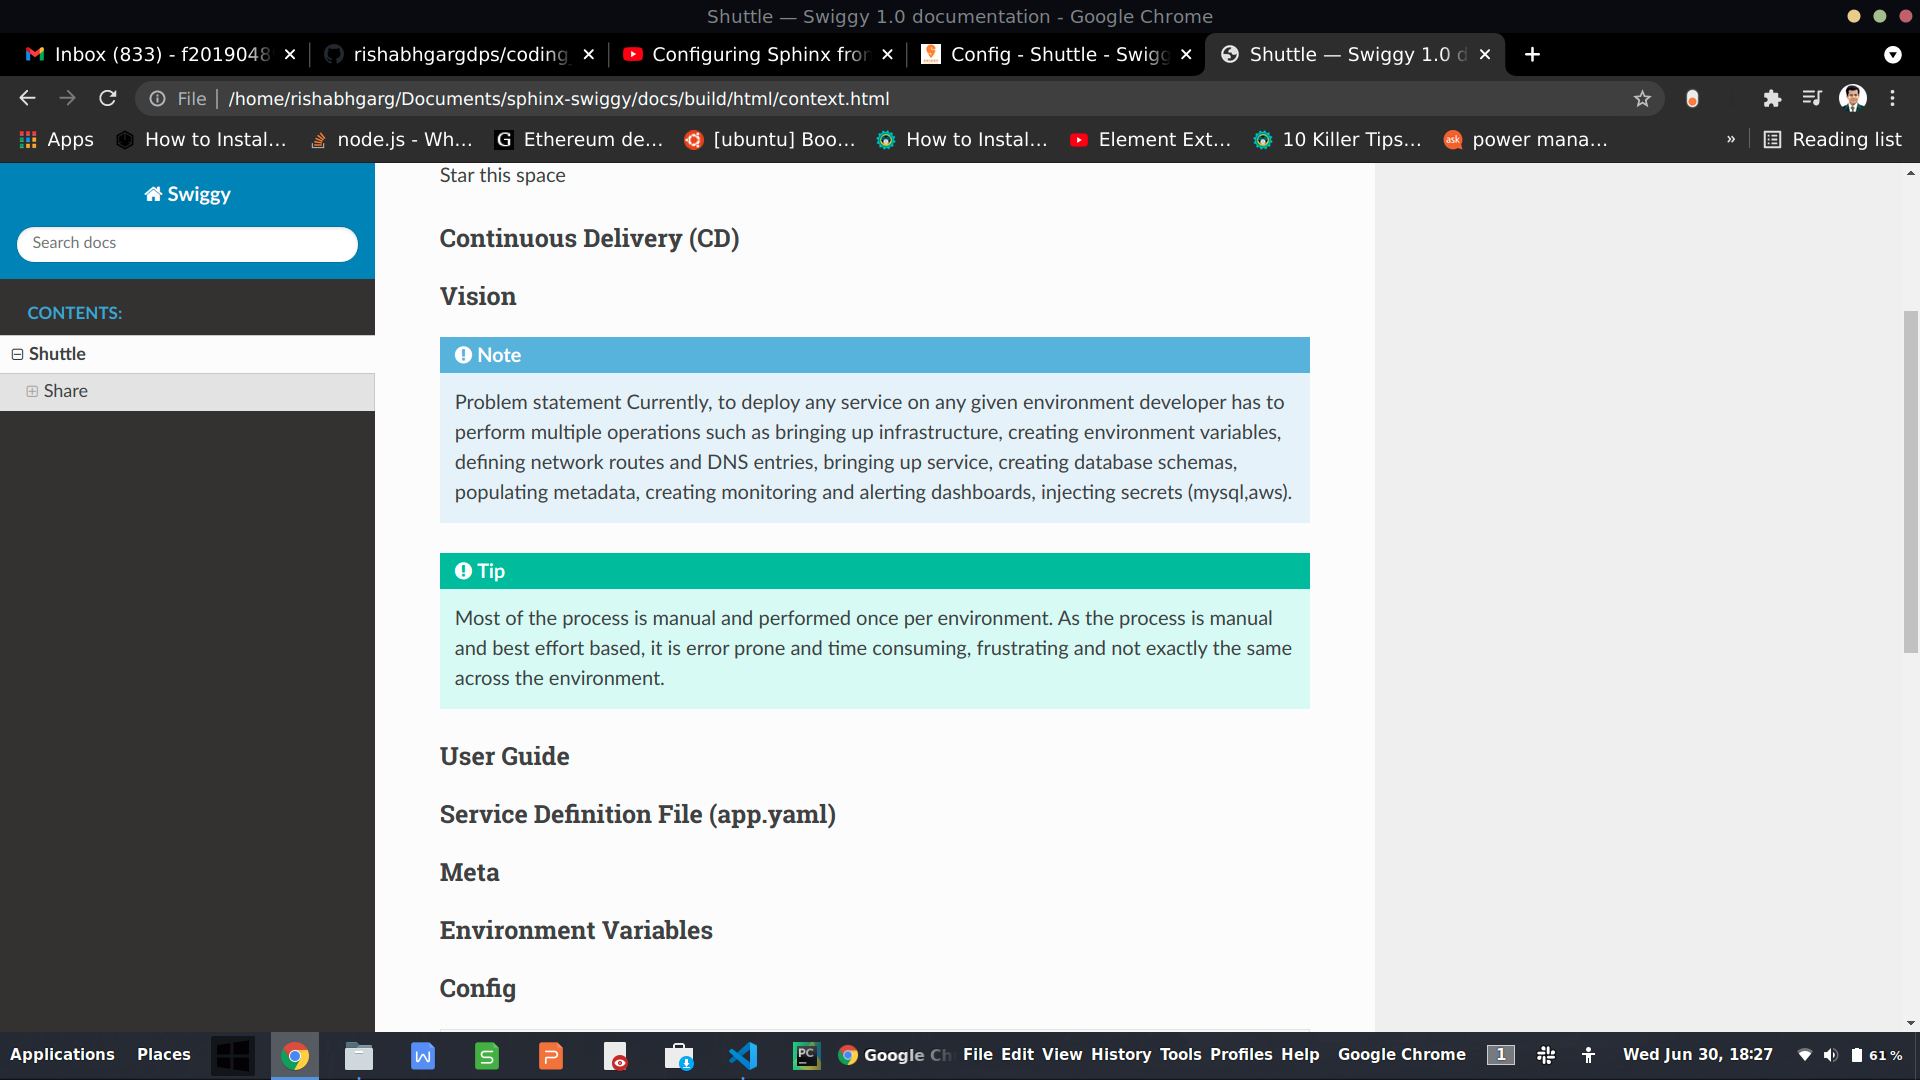 Shuttle — Swiggy 1.0 documentation - Google Chrome
Inbox (833) - f2019048
rishabhgargdps/coding_
Configuring Sphinx fron
Config - Shuttle - Swigg
Shuttle — Swiggy 1.0 d
File
/home/rishabhgarg/Documents/sphinx-swiggy/docs/build/html/context.html
Apps
How to Instal...
node.js - Wh...
Ethereum de...
[ubuntu] Boo...
How to Instal...
Element Ext...
10 Killer Tips...
ask
power mana...
»
Reading list
Swiggy
Search docs
CONTENTS:
Shuttle
Share
Star this space
Continuous Delivery (CD)
Vision
Note
Problem statement Currently, to deploy any service on any given environment developer has to
perform multiple operations such as bringing up infrastructure, creating environment variables,
defining network routes and DNS entries, bringing up service, creating database schemas,
populating metadata, creating monitoring and alerting dashboards, injecting secrets (mysql,aws).
Tip
Most of the process is manual and performed once per environment. As the process is manual
and best effort based, it is error prone and time consuming, frustrating and not exactly the same
across the environment.
User Guide
Service Definition File (app.yaml)
Meta
Environment Variables
Config
Applications
Places
W
S
P
PC
Google Ch
File Edit View History Tools Profiles Help
Google Chrome
1
Wed Jun 30, 18:27
61 %